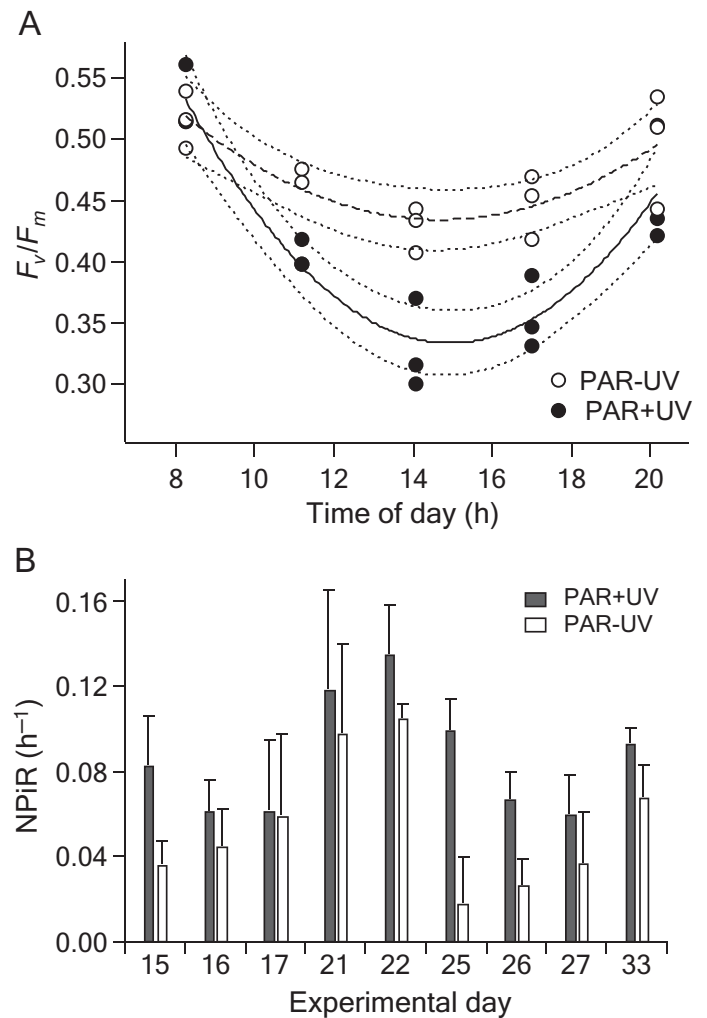 A
0.55
0.50
0.45
0.40
0.35
0.30
Fv/Fm
PAR-UV
PAR+UV
8 10 12 14 16 18 20
Time of day (h)
B
0.16
0.12
0.08
0.04
0.00
NPiR (h–1)
PAR+UV
PAR-UV
15 16 17 21 22 25 26 27 33
Experimental day